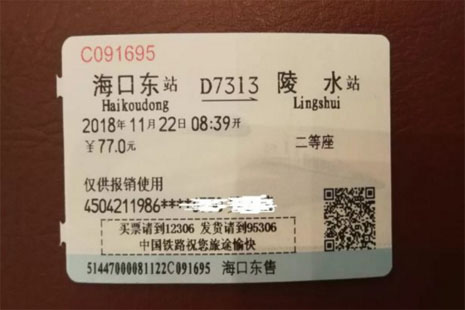 C091695
海口东站 D7313 陵水站
Haikoudong Lingshui
2018年11月22日08:39开
￥77.0元 二等座
仅供报销使用
4504211986***
买票请到12306 发货请到95306
中国铁路祝您旅途愉快
51447000081122C091695 海口东售